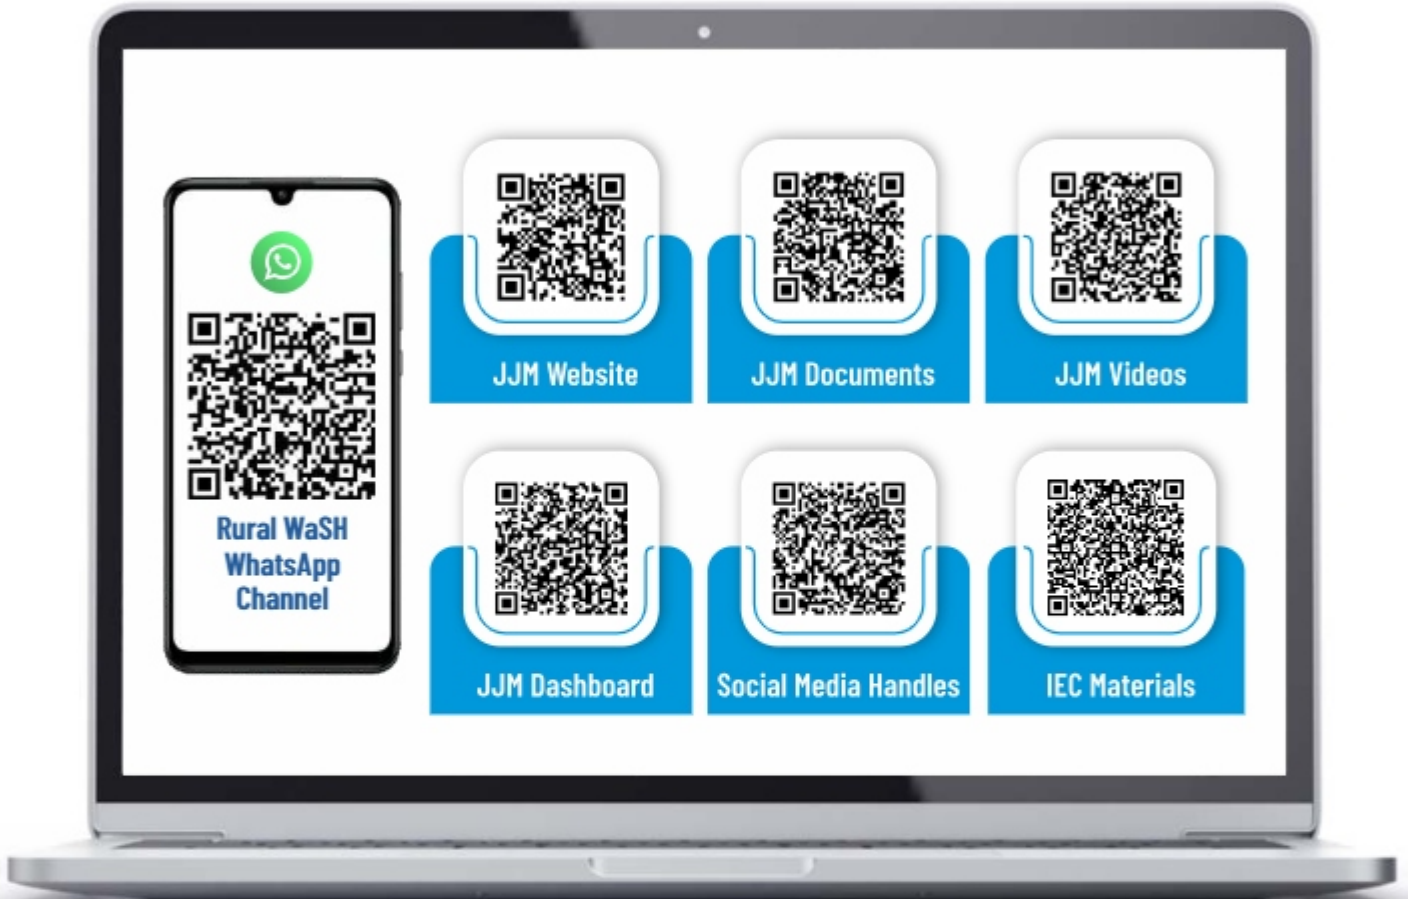 Rural WaSH
WhatsApp
Channel
JJM Website
JJM Documents
JJM Videos
JJM Dashboard
Social Media Handles
IEC Materials